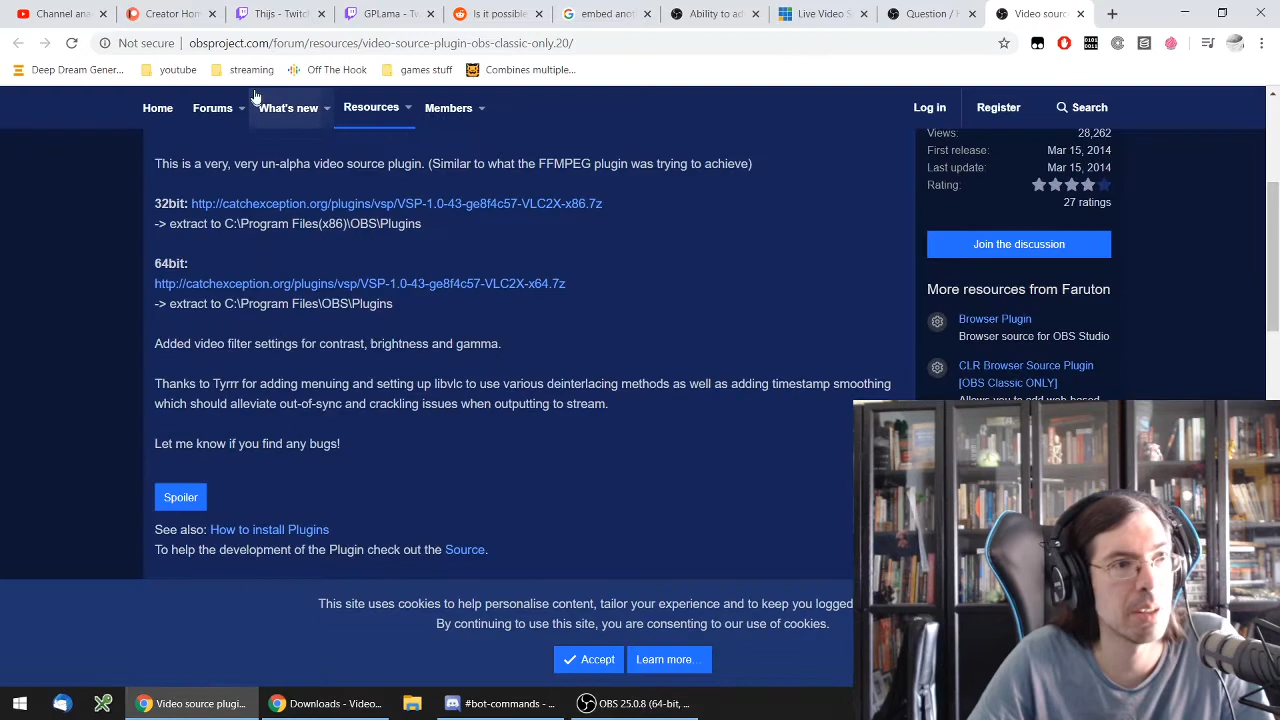 Channel ana
Creator Hom
Thijs - Twitc
GPLama - Tw
Is it possible
embed anot
Ability to ad
Live Video S
Question / H
Video sourc
Not secure
obsproject.com/forum/resources/video-source-plugin-obs-classic-only.20/
Deep Dream Gener...
youtube
streaming
Off The Hook
games stuff
Combines multiple...
Home
Forums
What's new
Resources
Members
Log in
Register
Search
This is a very, very un-alpha video source plugin. (Similar to what the FFMPEG plugin was trying to achieve)
32bit: http://catchexception.org/plugins/vsp/VSP-1.0-43-ge8f4c57-VLC2X-x86.7z
-> extract to C:\Program Files(x86)\OBS\Plugins
64bit:
http://catchexception.org/plugins/vsp/VSP-1.0-43-ge8f4c57-VLC2X-x64.7z
-> extract to C:\Program Files\OBS\Plugins
Added video filter settings for contrast, brightness and gamma.
Thanks to Tyrrr for adding menuing and setting up libvlc to use various deinterlacing methods as well as adding timestamp smoothing
which should alleviate out-of-sync and crackling issues when outputting to stream.
Let me know if you find any bugs!
Spoiler
See also: How to install Plugins
To help the development of the Plugin check out the Source.
Views: 28,262
First release: Mar 15, 2014
Last update: Mar 15, 2014
Rating:
27 ratings
Join the discussion
More resources from Faruton
Browser Plugin
Browser source for OBS Studio
CLR Browser Source Plugin
[OBS Classic ONLY]
Allows you to add web-based
This site uses cookies to help personalise content, tailor your experience and to keep you logged
By continuing to use this site, you are consenting to our use of cookies.
Accept
Learn more...
Video source plugi...
Downloads - Video...
#bot-commands - ...
OBS 25.0.8 (64-bit, ...